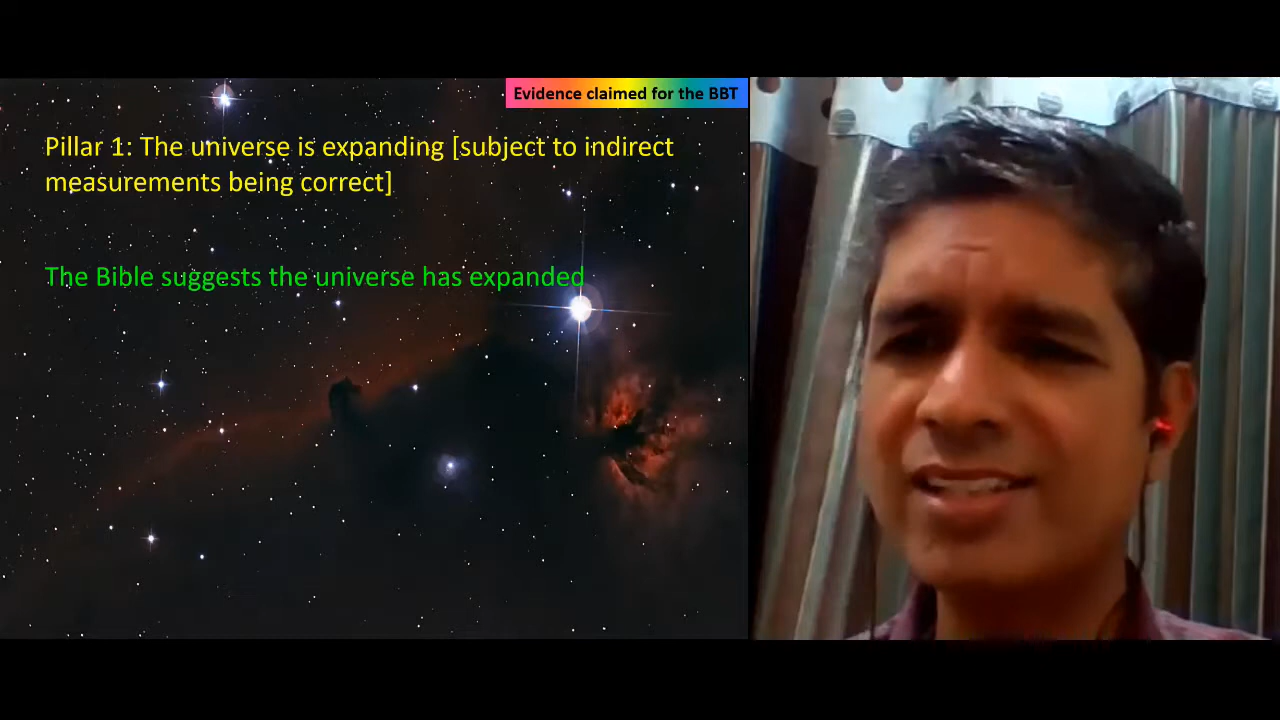 Evidence claimed for the BBT
Pillar 1: The universe is expanding [subject to indirect
measurements being correct]
The Bible suggests the universe has expanded